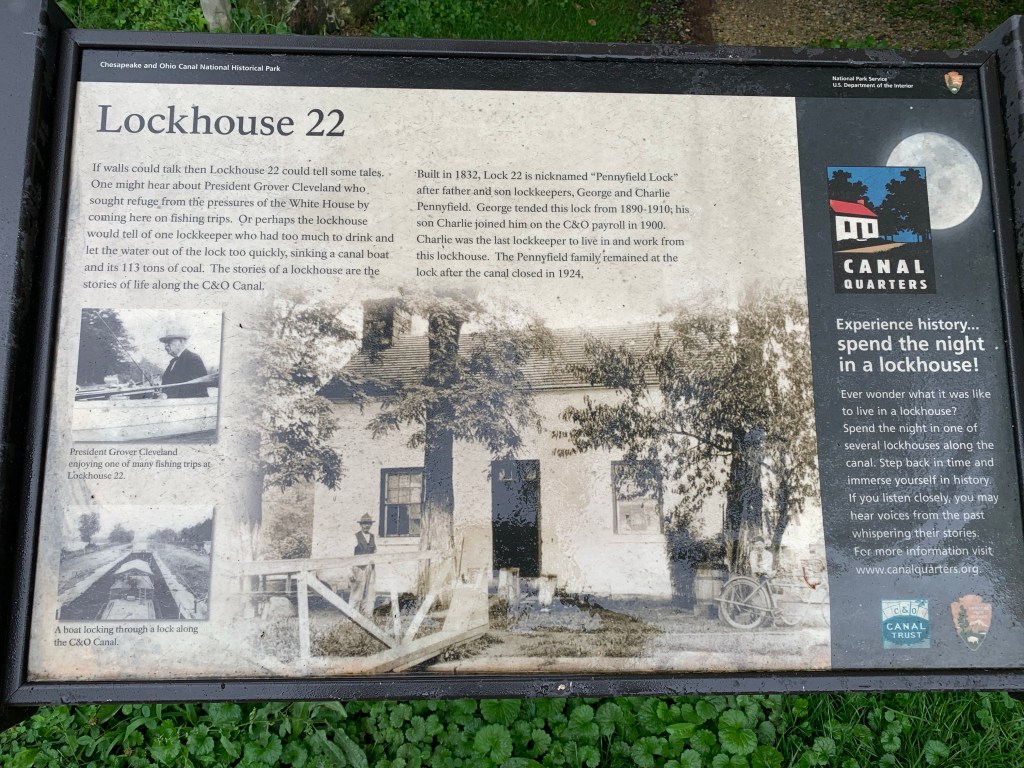 Chesapeake and Ohio Canal National Historical Park
National Park Service
U.S. Department of the Interior
Lockhouse 22
If walls could talk then Lockhouse 22 could tell some tales.
One might hear about President Grover Cleveland who
sought refuge from the pressures of the White House by
coming here on fishing trips. Or perhaps the lockhouse
would tell of one lockkeeper who had too much to drink and
let the water out of the lock too quickly, sinking a canal boat
and its 113 tons of coal. The stories of a lockhouse are the
stories of life along the C&O Canal.
Built in 1832, Lock 22 is nicknamed “Pennyfield Lock”
after father and son lockkeepers, George and Charlie
Pennyfield. George tended this lock from 1890-1910; his
son Charlie joined him on the C&O payroll in 1900.
Charlie was the last lockkeeper to live in and work from
this lockhouse. The Pennyfield family remained at the
lock after the canal closed in 1924.
President Grover Cleveland
enjoying one of many fishing trips at
Lockhouse 22.
A boat locking through a lock along
the C&O Canal.
CANAL
QUARTERS
Experience history...
spend the night
in a lockhouse!
Ever wonder what it was like
to live in a lockhouse?
Spend the night in one of
several lockhouses along the
canal. Step back in time and
immerse yourself in history.
If you listen closely, you may
hear voices from the past
whispering their stories.
For more information visit
www.canalquarters.org.
C&O
CANAL
TRUST